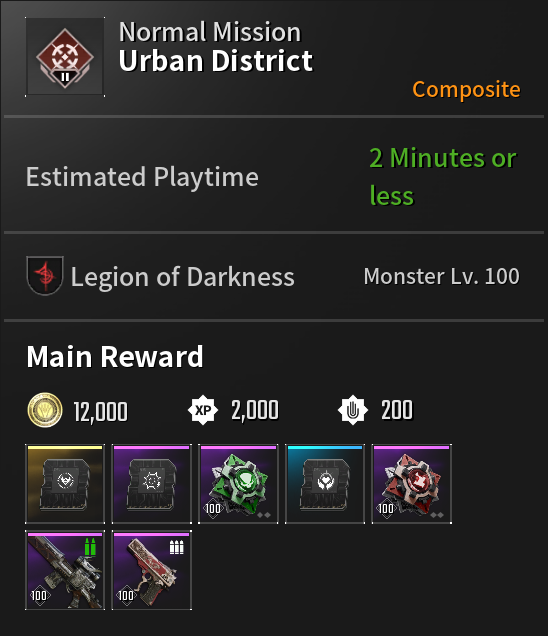 Normal Mission
Urban District
II
Composite
Estimated Playtime
2 Minutes or
less
Legion of Darkness
Monster Lv. 100
Main Reward
12,000
XP
2,000
200
100
100
100
100